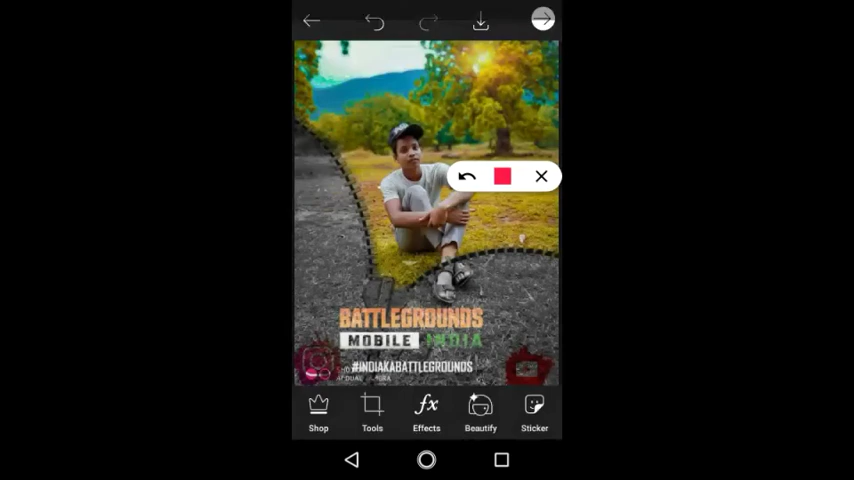 BATTLEGROUNDS
MOBILE INDIA
#INDIAKABATTLEGROUNDS
Shop
Tools
Effects
Beautify
Sticker